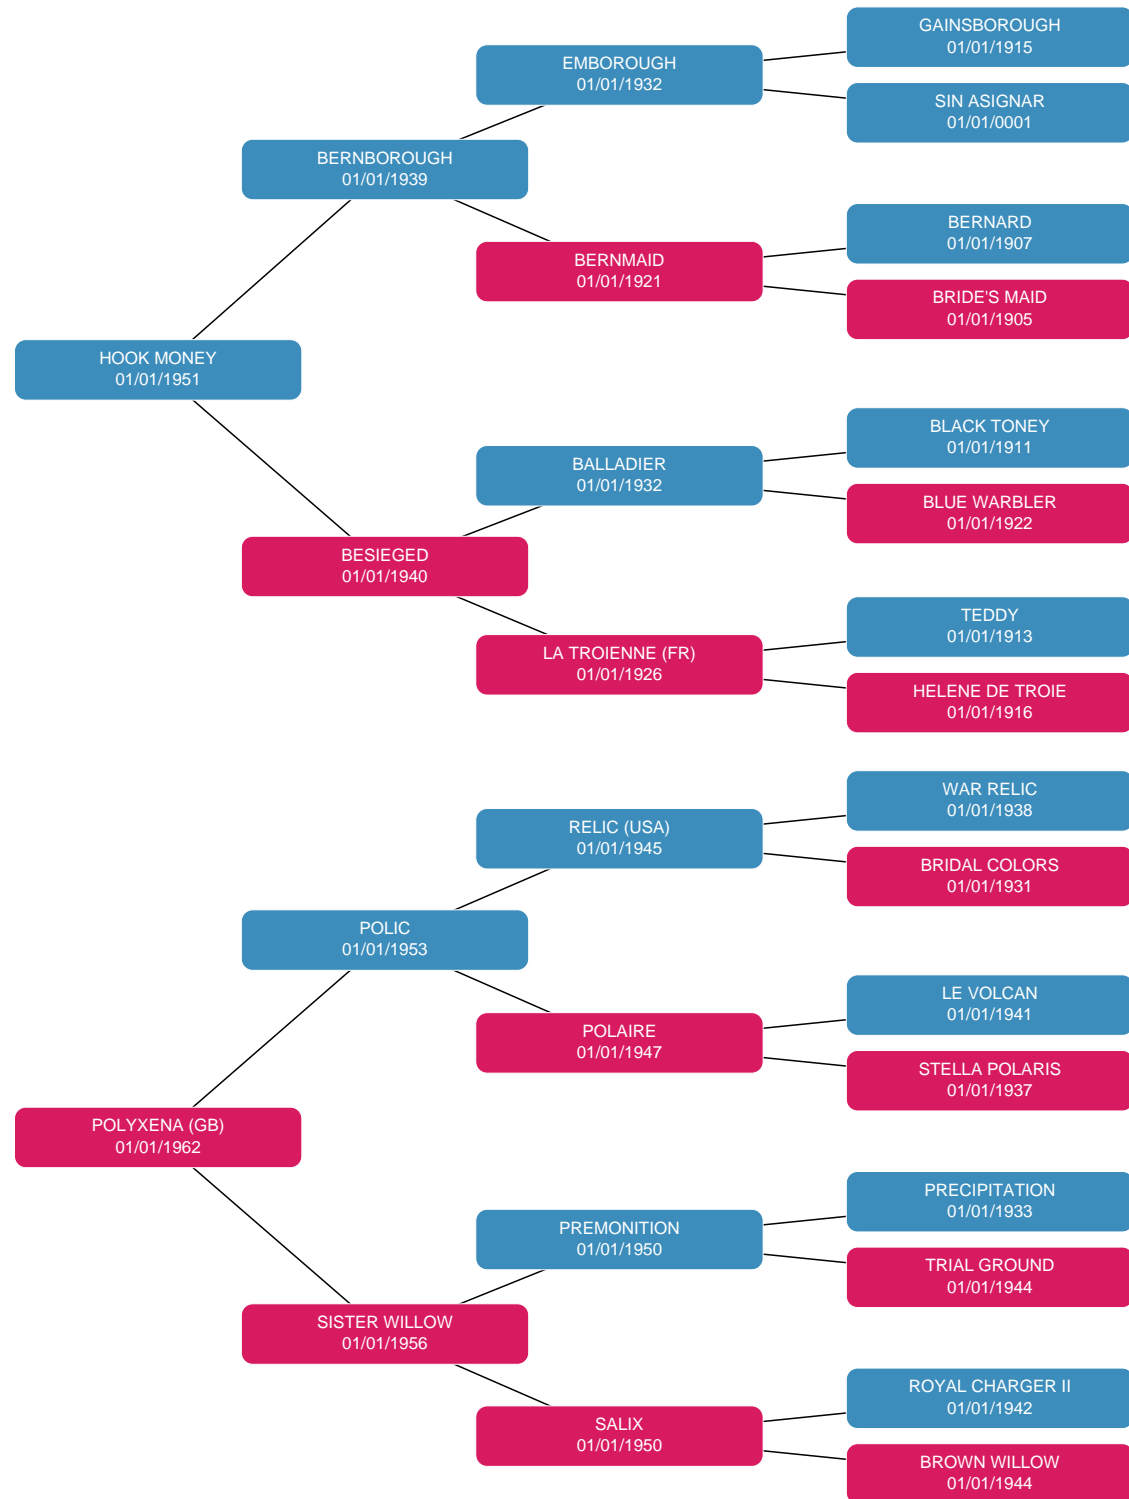 GAINSBOROUGH
01/01/1915
EMBOROUGH
01/01/1932
SIN ASIGNAR
01/01/0001
BERNBOROUGH
01/01/1939
BERNARD
01/01/1907
BERNMAID
01/01/1921
BRIDE'S MAID
01/01/1905
HOOK MONEY
01/01/1951
BLACK TONEY
01/01/1911
BALLADIER
01/01/1932
BLUE WARBLER
01/01/1922
BESIEGED
01/01/1940
TEDDY
01/01/1913
LA TROIENNE (FR)
01/01/1926
HELENE DE TROIE
01/01/1916
WAR RELIC
01/01/1938
RELIC (USA)
01/01/1945
BRIDAL COLORS
01/01/1931
POLIC
01/01/1953
LE VOLCAN
01/01/1941
POLAIRE
01/01/1947
STELLA POLARIS
01/01/1937
POLYXENA (GB)
01/01/1962
PRECIPITATION
01/01/1933
PREMONITION
01/01/1950
TRIAL GROUND
01/01/1944
SISTER WILLOW
01/01/1956
ROYAL CHARGER II
01/01/1942
SALIX
01/01/1950
BROWN WILLOW
01/01/1944